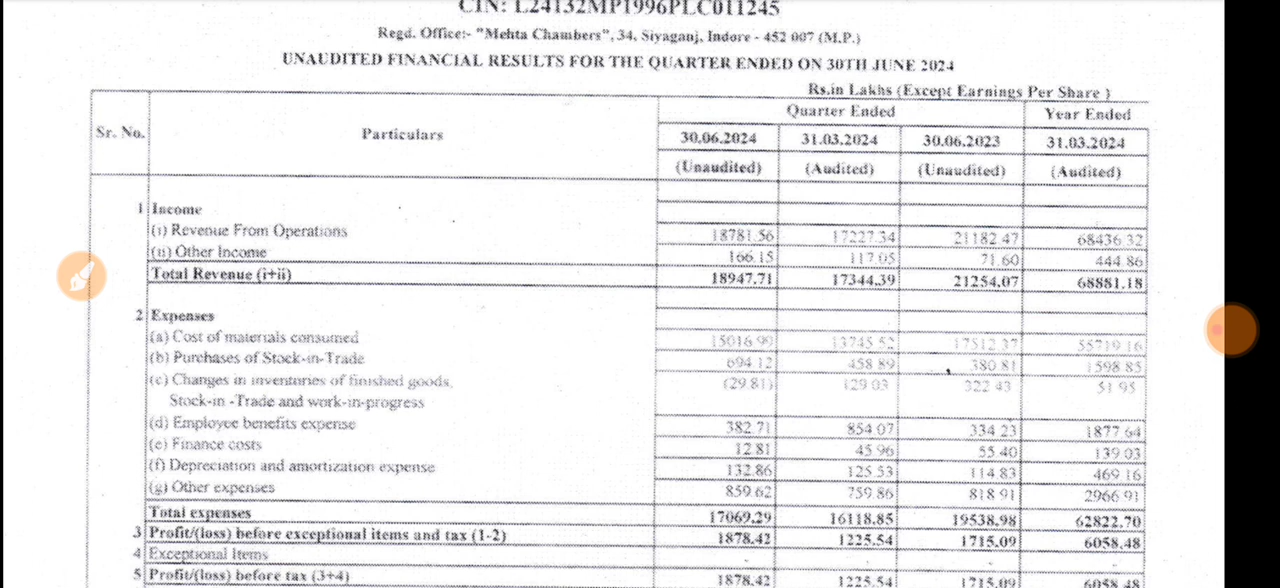 CIN: L24132MP1996PLC011245
Regd. Office:- "Mehta Chambers", 34, Siyaganj, Indore - 452 007 (M.P.)
UNAUDITED FINANCIAL RESULTS FOR THE QUARTER ENDED ON 30TH JUNE 2024
Rs.in Lakhs (Except Earnings Per Share )
Sr. No. Particulars Quarter Ended Year Ended
30.06.2024 31.03.2024 30.06.2023 31.03.2024
(Unaudited) (Audited) (Unaudited) (Audited)
1 Income
(i) Revenue From Operations 18781.56 17227.34 21182.47 68436.32
(ii) Other Income 166.15 117.05 71.60 444.86
Total Revenue (i+ii) 18947.71 17344.39 21254.07 68881.18
2 Expenses
(a) Cost of materials consumed 15016.99 13745.52 17512.37 55719.16
(b) Purchases of Stock-in-Trade 694.12 458.89 380.81 1598.85
(c) Changes in inventories of finished goods, (29.81) 129.03 322.43 51.95
Stock-in -Trade and work-in-progress
(d) Employee benefits expense 382.71 854.07 334.23 1877.64
(e) Finance costs 12.81 45.96 55.40 139.03
(f) Depreciation and amortization expense 132.86 125.53 114.83 469.16
(g) Other expenses 859.62 759.86 818.91 2966.91
Total expenses 17069.29 16118.85 19538.98 62822.70
3 Profit/(loss) before exceptional items and tax (1-2) 1878.42 1225.54 1715.09 6058.48
4 Exceptional Items - - - -
5 Profit/(loss) before tax (3+4) 1878.42 1225.54 1715.09 6058.48